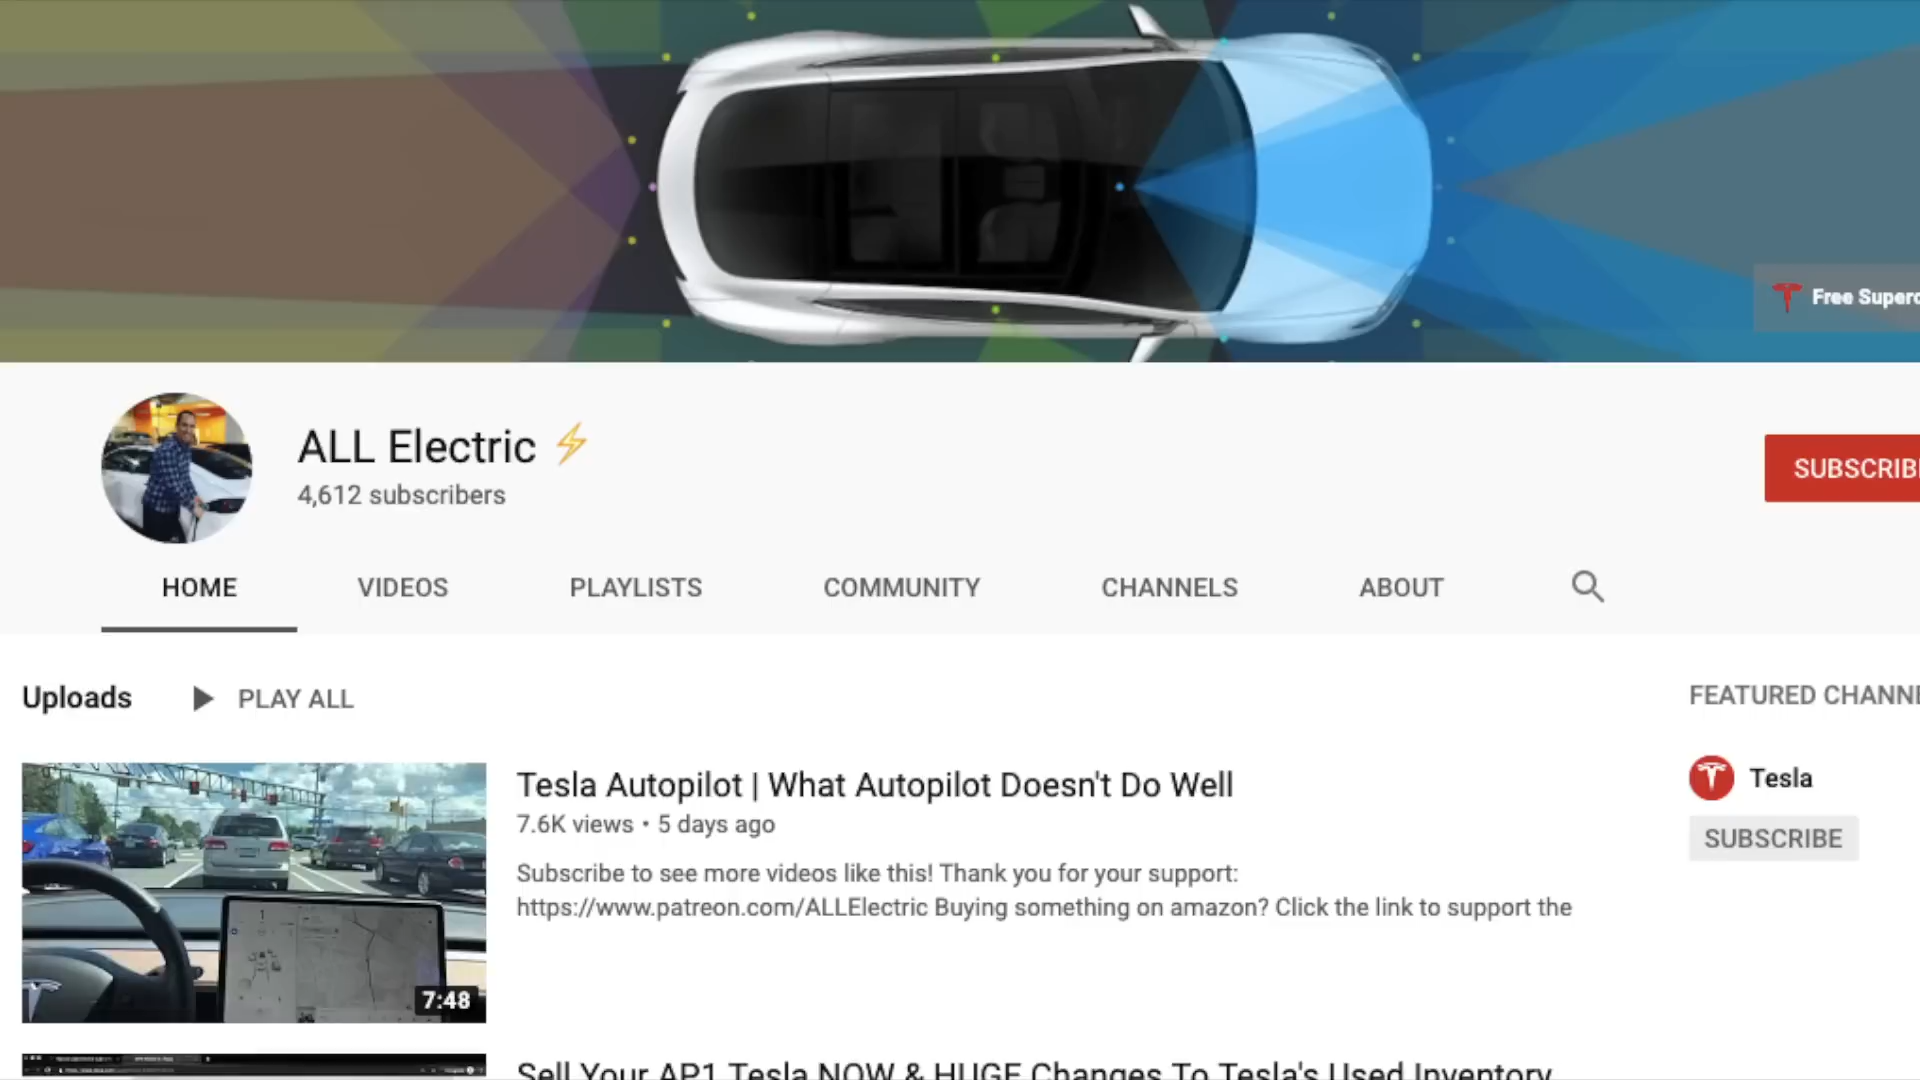 Free Superc
ALL Electric ⚡
4,612 subscribers
SUBSCRIBE
HOME VIDEOS PLAYLISTS COMMUNITY CHANNELS ABOUT
Uploads PLAY ALL
FEATURED CHANNE
Tesla Autopilot | What Autopilot Doesn't Do Well
7.6K views • 5 days ago
Subscribe to see more videos like this! Thank you for your support:
https://www.patreon.com/ALLElectric Buying something on amazon? Click the link to support the
7:48
Tesla
SUBSCRIBE
Sell Your AP1 Tesla NOW & HUGE Changes To Tesla's Used Inventory